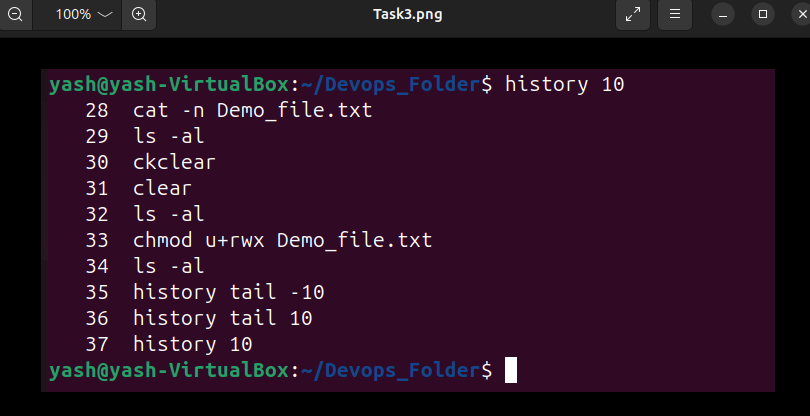 100%
Task3.png
yash@yash-VirtualBox:~/Devops_Folder$ history 10
28 cat -n Demo_file.txt
29 ls -al
30 ckclear
31 clear
32 ls -al
33 chmod u+rwx Demo_file.txt
34 ls -al
35 history tail -10
36 history tail 10
37 history 10
yash@yash-VirtualBox:~/Devops_Folder$